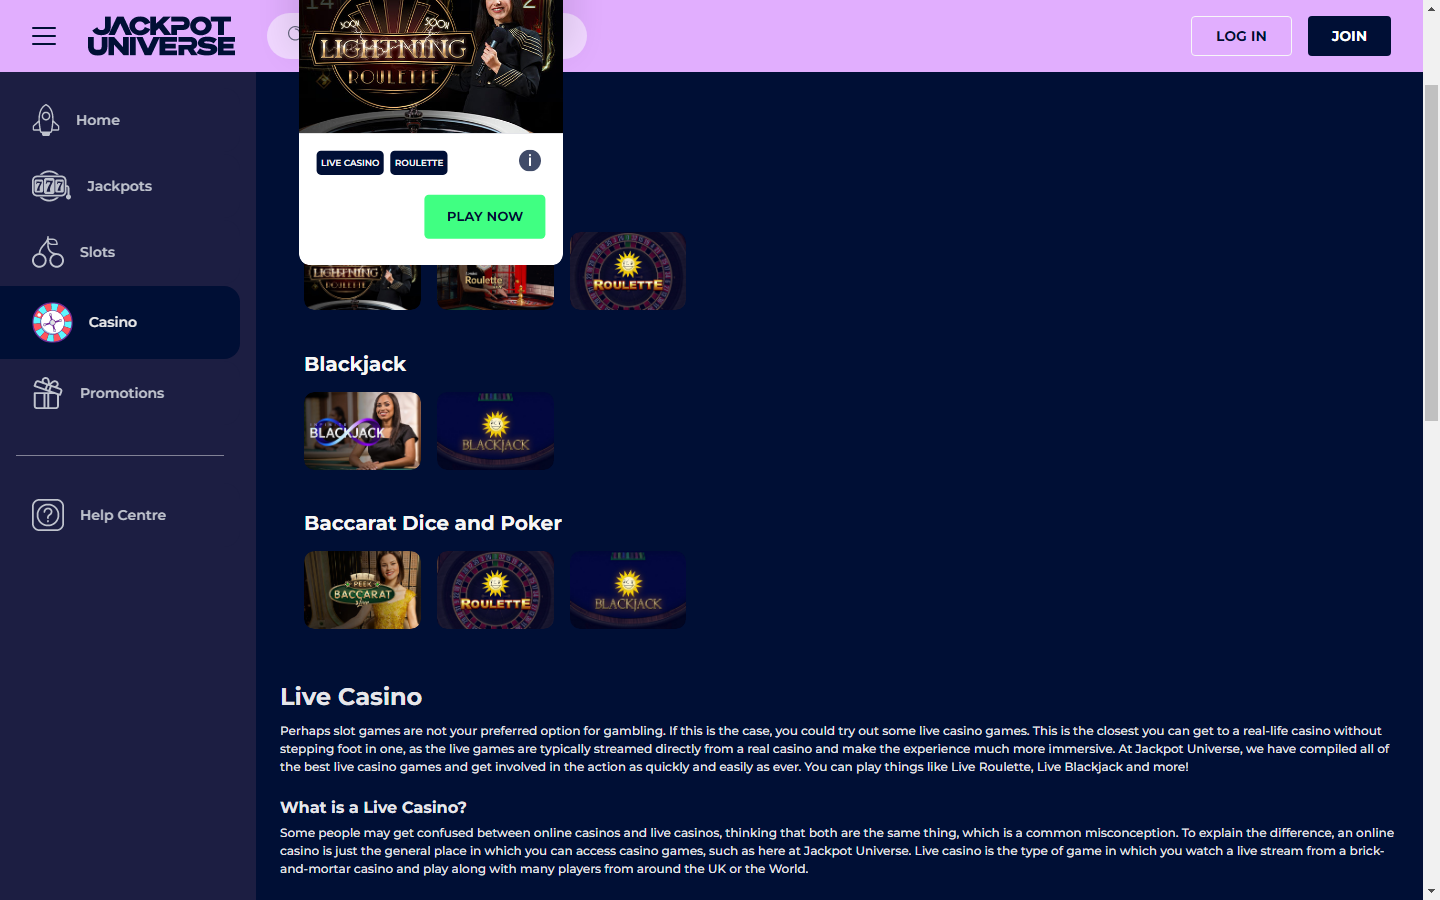 JACKPOT
UNIVERSE
14
2
SOON
SOON
LIGHTNING
ROULETTE
LOG IN
JOIN
LIVE CASINO
ROULETTE
i
PLAY NOW
Home
Jackpots
777
Slots
Casino
Promotions
Help Centre
LIGHTNING
ROULETTE
Roulette
ROULETTE
Blackjack
INFINITE
BLACKJACK
BLACKJACK
Baccarat Dice and Poker
PEEK
BACCARAT
Live
ROULETTE
BLACKJACK
Live Casino
Perhaps slot games are not your preferred option for gambling. If this is the case, you could try out some live casino games. This is the closest you can get to a real-life casino without
stepping foot in one, as the live games are typically streamed directly from a real casino and make the experience much more immersive. At Jackpot Universe, we have compiled all of
the best live casino games and get involved in the action as quickly and easily as ever. You can play things like Live Roulette, Live Blackjack and more!
What is a Live Casino?
Some people may get confused between online casinos and live casinos, thinking that both are the same thing, which is a common misconception. To explain the difference, an online
casino is just the general place in which you can access casino games, such as here at Jackpot Universe. Live casino is the type of game in which you watch a live stream from a brick-
and-mortar casino and play along with many players from around the UK or the World.